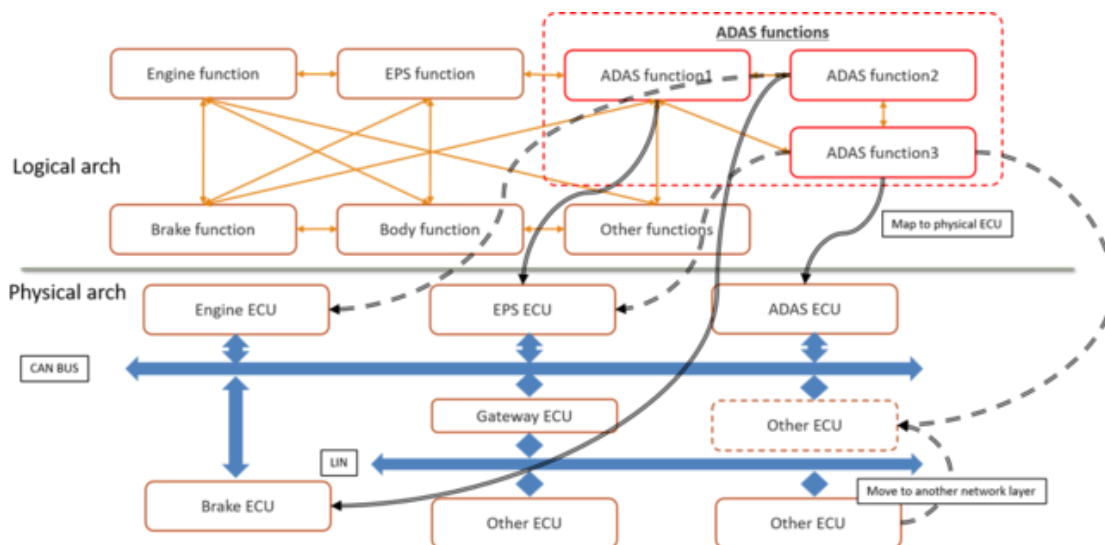 ADAS functions
Engine function
EPS function
ADAS function1
ADAS function2
ADAS function3
Logical arch
Brake function
Body function
Other functions
Map to physical ECU
Physical arch
Engine ECU
EPS ECU
ADAS ECU
CAN BUS
Gateway ECU
Other ECU
LIN
Move to another network layer
Brake ECU
Other ECU
Other ECU